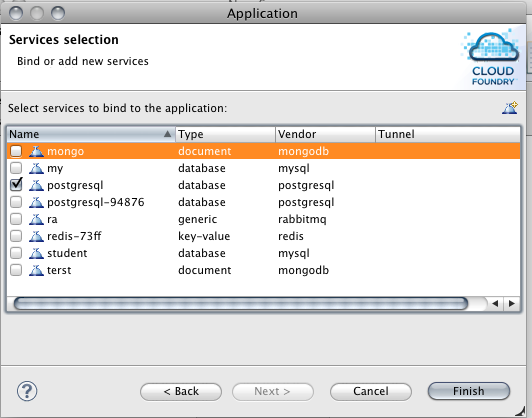 Application
Services selection
Bind or add new services
CLOUD
FOUNDRY
Select services to bind to the application:
Name Type Vendor Tunnel
mongo document mongodb
my database mysql
postgresql database postgresql
postgresql-94876 database postgresql
ra generic rabbitmq
redis-73ff key-value redis
student database mysql
terst document mongodb
? < Back Next > Cancel Finish